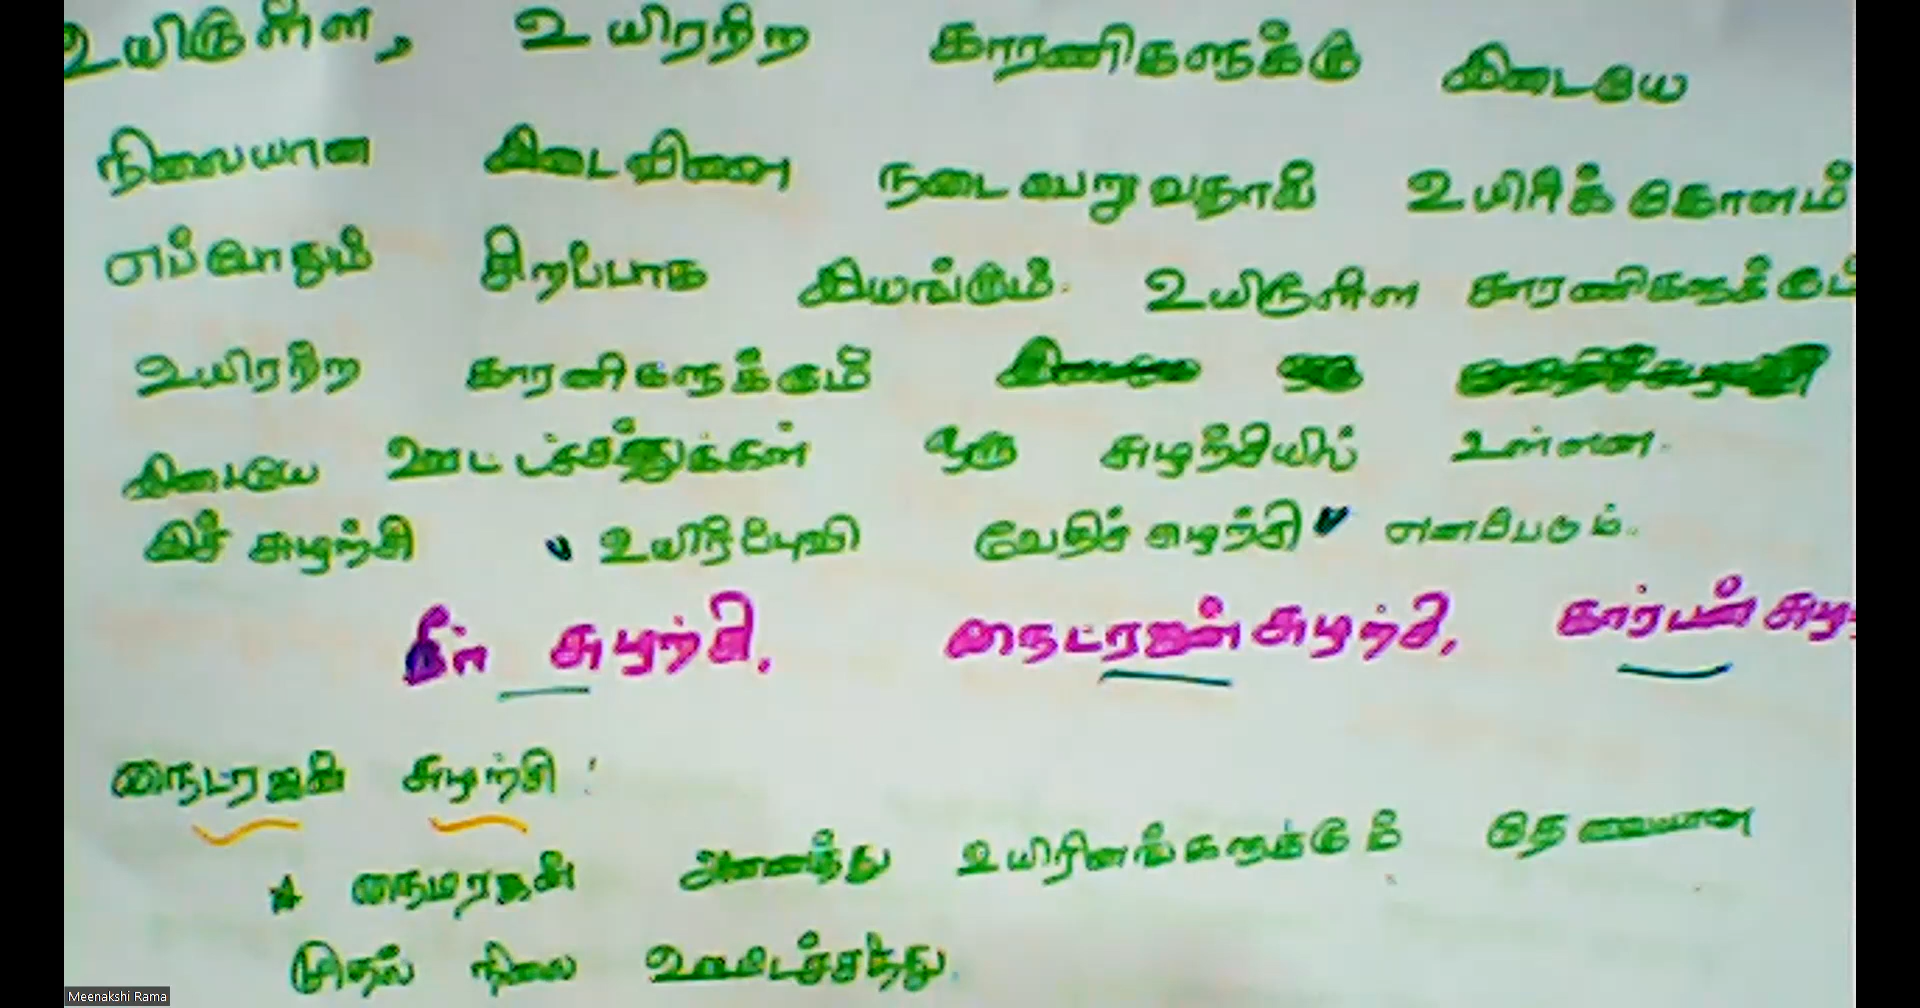 உயிருள்ள, உயிரற்ற காரணிகளுக்கு இடையே
நிலையான இடைவினை நடைபெறுவதால் உயிர்க்கோளம்
எப்போதும் சிறப்பாக இயங்கும். உயிருள்ள காரணிகளுக்கும்
உயிரற்ற காரணிகளுக்கும்
இடையே ஊட்டச்சத்துக்கள் ஒரு சுழற்சியில் உள்ளன.
இச் சுழற்சி "உயிர்புவி வேதிச்சுழற்சி" எனப்படும்.
நீர் சுழற்சி, நைட்ரஜன் சுழற்சி, கார்பன் சுழ
நைட்ரஜன் சுழற்சி :
* நைட்ரஜன் அனைத்து உயிரினங்களுக்கும் தேவையான
முதல் நிலை ஊட்டச்சத்து.
Meenakshi Rama